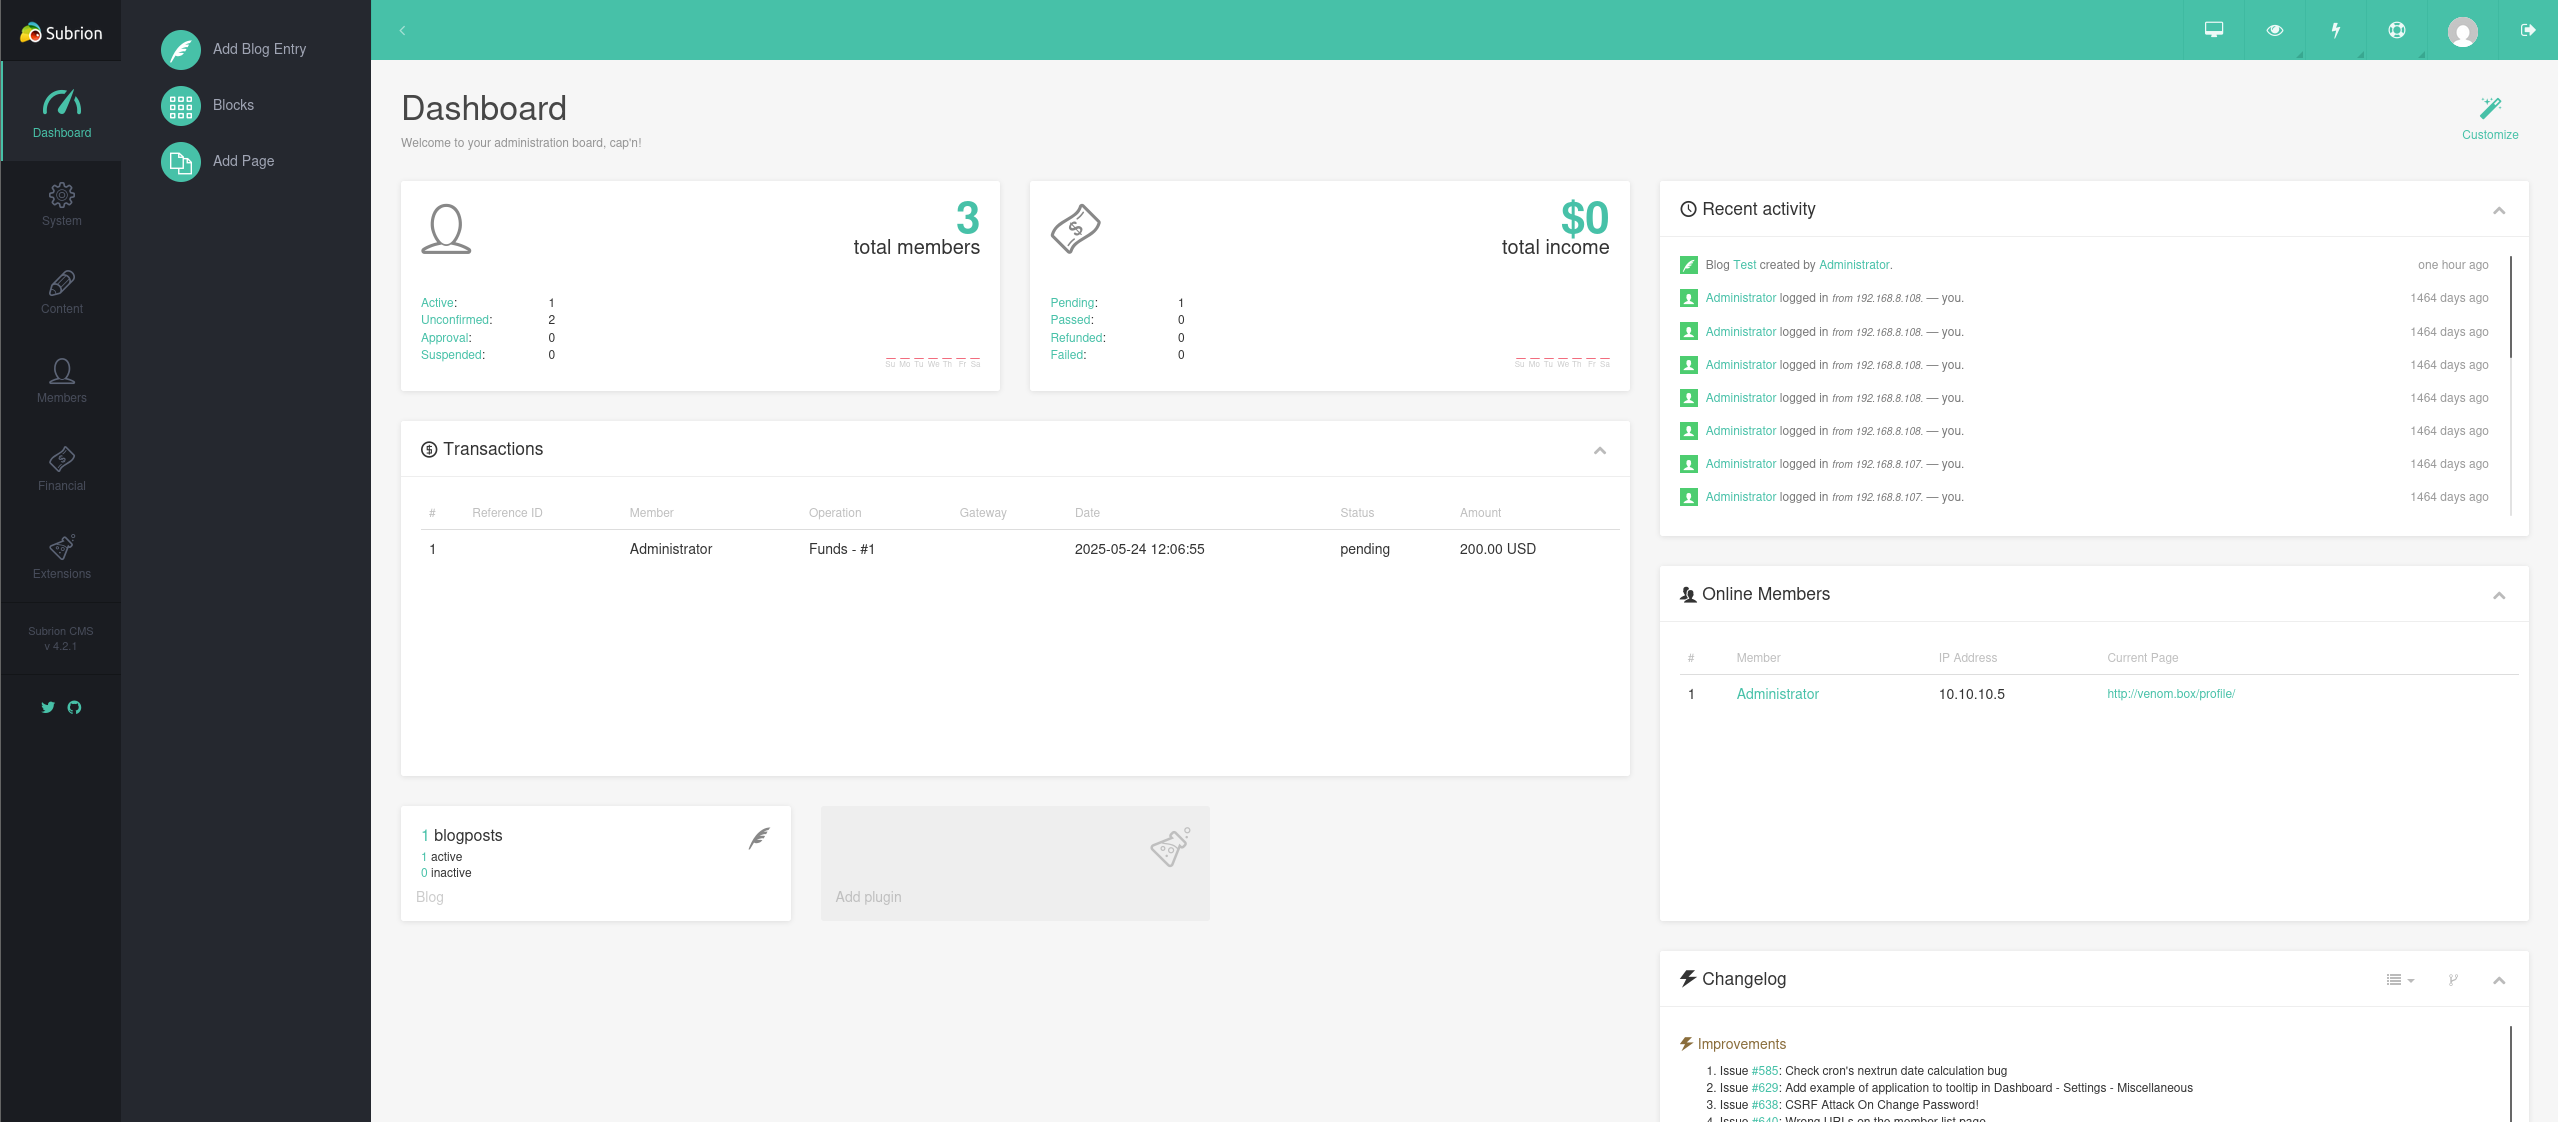 Subrion
Dashboard
System
Content
Members
Financial
Extensions
Subrion CMS
v 4.2.1
Add Blog Entry
Blocks
Add Page
Dashboard
Welcome to your administration board, cap'n!
Customize
3
total members
Active: 1
Unconfirmed: 2
Approval: 0
Suspended: 0
Su Mo Tu We Th Fr Sa
$0
total income
Pending: 1
Passed: 0
Refunded: 0
Failed: 0
Su Mo Tu We Th Fr Sa
Transactions
# Reference ID Member Operation Gateway Date Status Amount
1 Administrator Funds - #1 2025-05-24 12:06:55 pending 200.00 USD
1 blogposts
1 active
0 inactive
Blog
Add plugin
Recent activity
Blog Test created by Administrator. one hour ago
Administrator logged in from 192.168.8.108. — you. 1464 days ago
Administrator logged in from 192.168.8.108. — you. 1464 days ago
Administrator logged in from 192.168.8.108. — you. 1464 days ago
Administrator logged in from 192.168.8.108. — you. 1464 days ago
Administrator logged in from 192.168.8.108. — you. 1464 days ago
Administrator logged in from 192.168.8.107. — you. 1464 days ago
Administrator logged in from 192.168.8.107. — you. 1464 days ago
Online Members
# Member IP Address Current Page
1 Administrator 10.10.10.5 http://venom.box/profile/
Changelog
Improvements
1. Issue #585: Check cron's nextrun date calculation bug
2. Issue #629: Add example of application to tooltip in Dashboard - Settings - Miscellaneous
3. Issue #638: CSRF Attack On Change Password!
4. Issue #640: Wrong URLs on the member list page